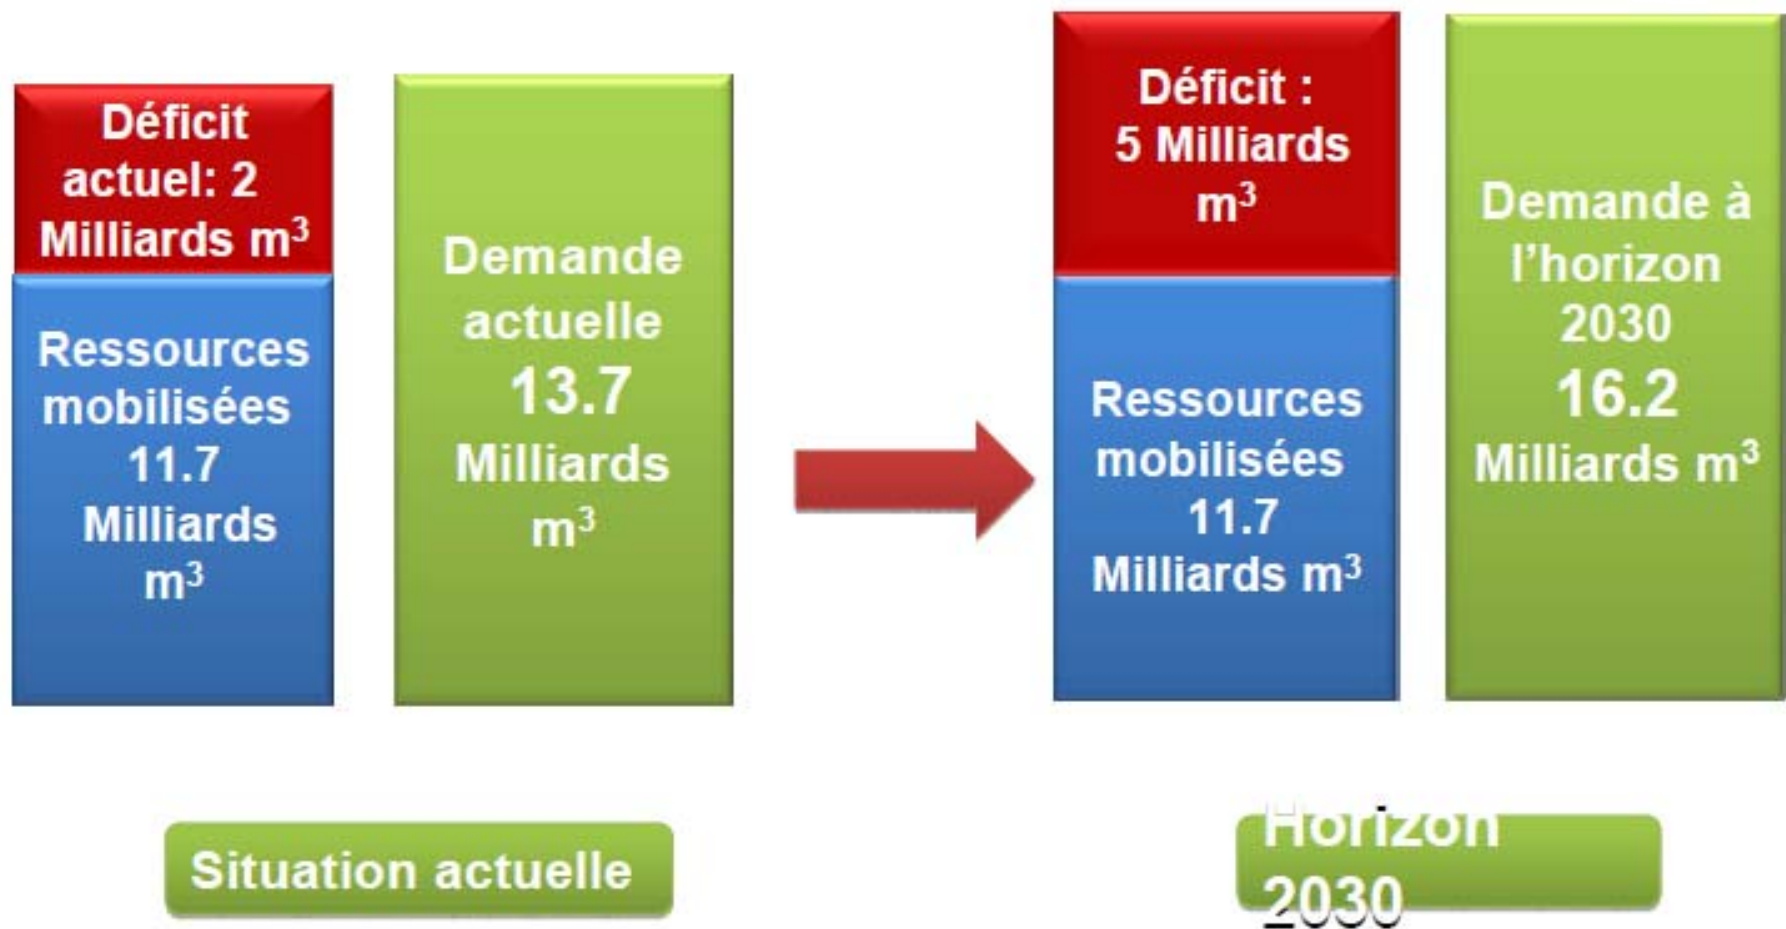 Déficit
actuel: 2
Milliards m³
Ressources
mobilisées
11.7
Milliards
m³
Demande
actuelle
13.7
Milliards
m³
Déficit :
5 Milliards
m³
Ressources
mobilisées
11.7
Milliards m³
Demande à
l'horizon
2030
16.2
Milliards m³
Situation actuelle
Horizon
2030